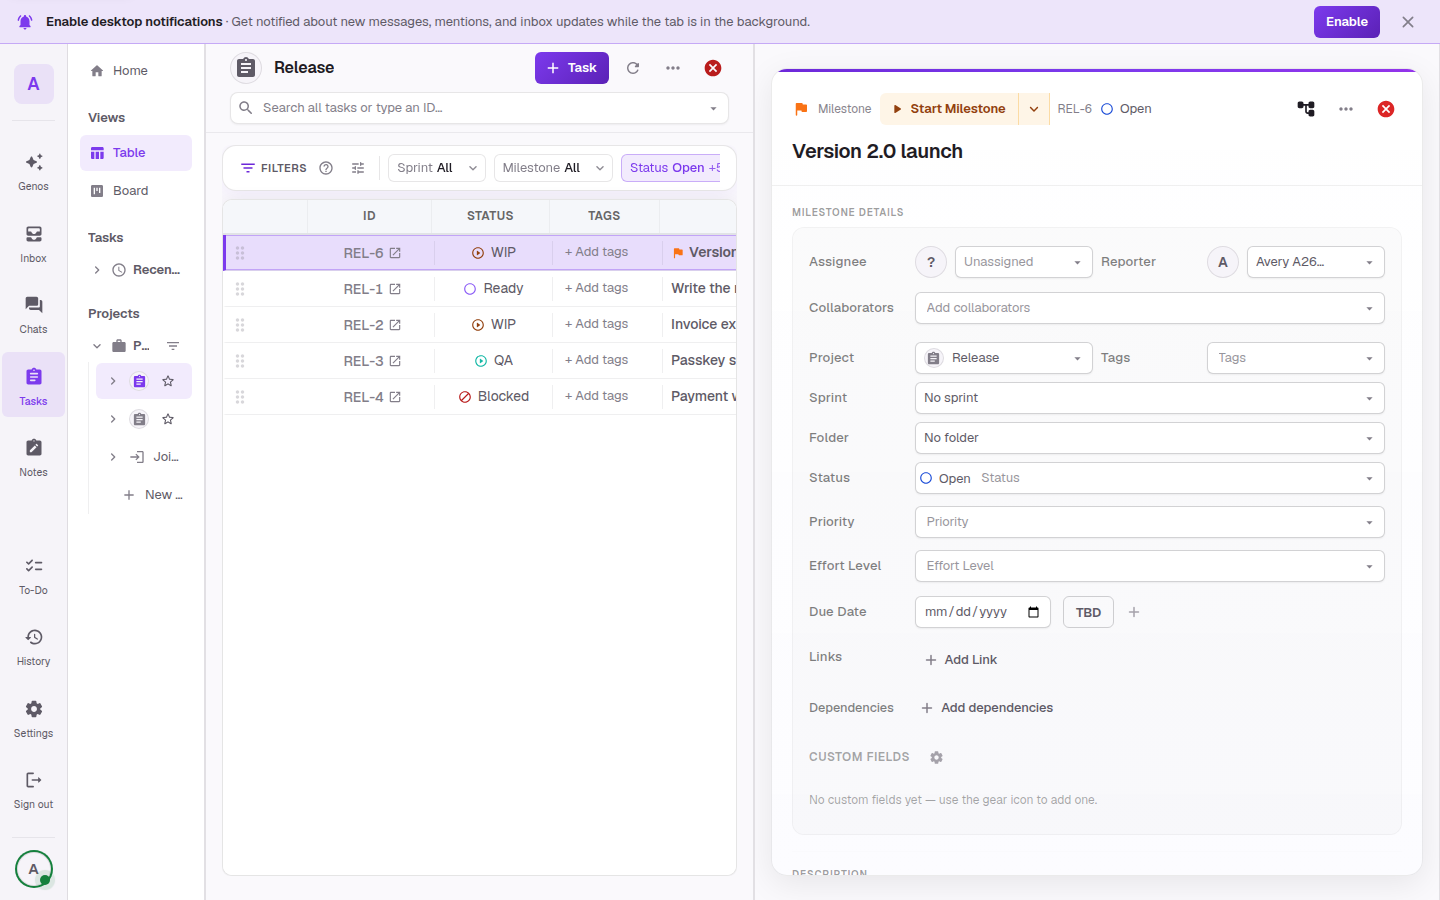 Enable desktop notifications · Get notified about new messages, mentions, and inbox updates while the tab is in the background.
Enable
A
Genos
Inbox
Chats
Tasks
Notes
To-Do
History
Settings
Sign out
A
Home
Views
Table
Board
Tasks
Recen...
Projects
P...
Joi...
New ...
Release
Task
Search all tasks or type an ID...
FILTERS
Sprint All
Milestone All
Status Open +5
ID STATUS TAGS
REL-6 WIP + Add tags Version
REL-1 Ready + Add tags Write the
REL-2 WIP + Add tags Invoice ex
REL-3 QA + Add tags Passkey s
REL-4 Blocked + Add tags Payment
Milestone
Start Milestone
REL-6
Open
Version 2.0 launch
MILESTONE DETAILS
Assignee ? Unassigned
Reporter A Avery A26...
Collaborators Add collaborators
Project Release
Tags Tags
Sprint No sprint
Folder No folder
Status Open Status
Priority Priority
Effort Level Effort Level
Due Date mm/dd/yyyy TBD
Links Add Link
Dependencies Add dependencies
CUSTOM FIELDS
No custom fields yet — use the gear icon to add one.
DESCRIPTION